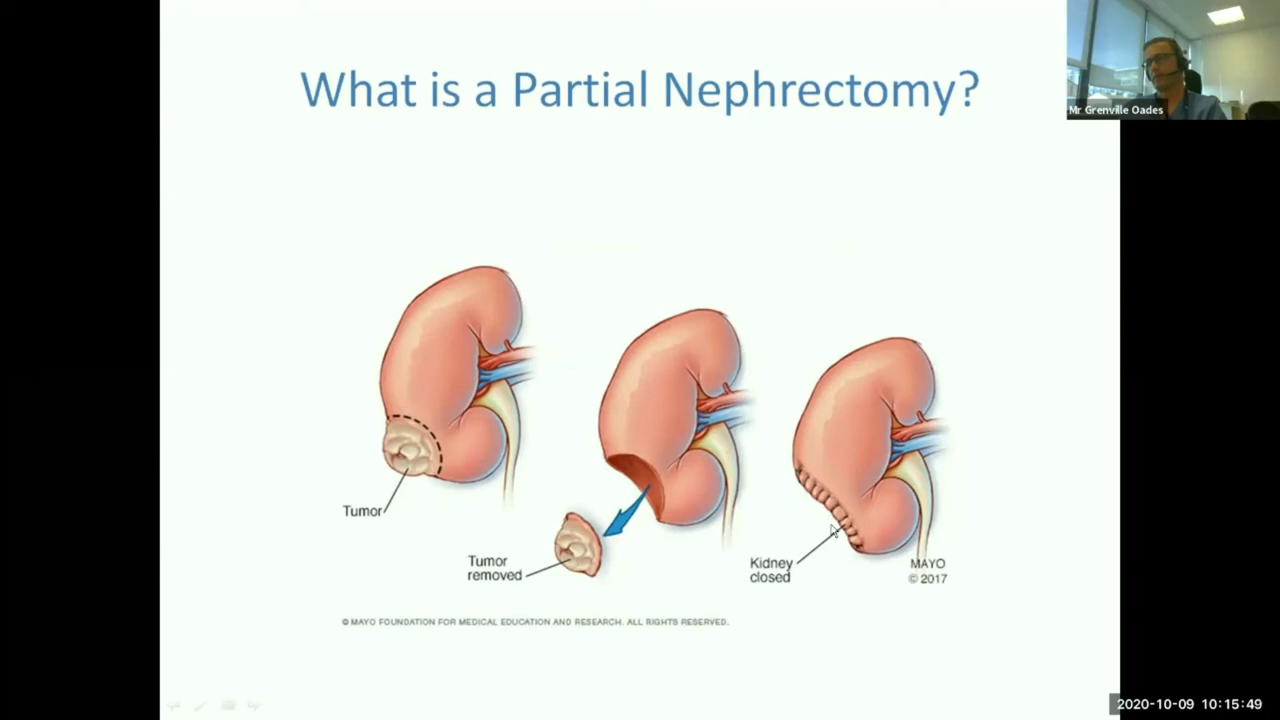 What is a Partial Nephrectomy?
Mr Grenville Oades
Tumor
Tumor
removed
Kidney
closed
MAYO
© 2017
© MAYO FOUNDATION FOR MEDICAL EDUCATION AND RESEARCH. ALL RIGHTS RESERVED.
2020-10-09 10:15:49